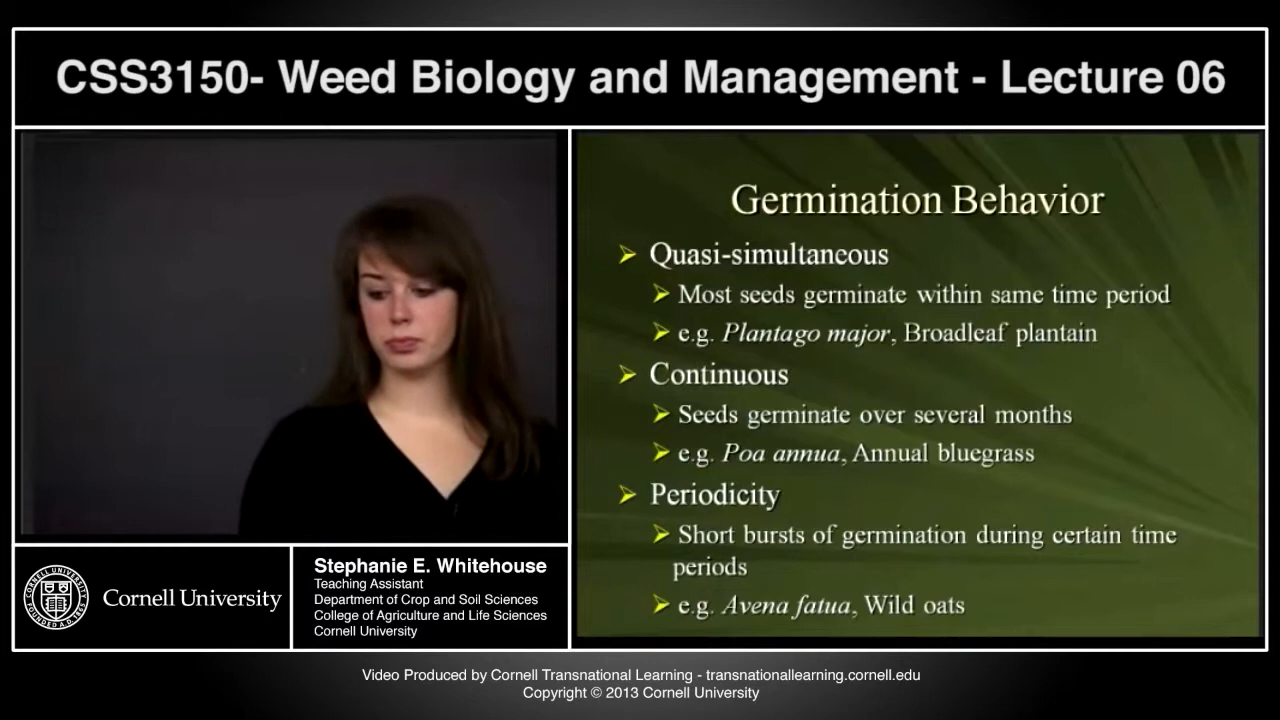 CSS3150- Weed Biology and Management - Lecture 06
Germination Behavior
Quasi-simultaneous
Most seeds germinate within same time period
e.g. Plantago major, Broadleaf plantain
Continuous
Seeds germinate over several months
e.g. Poa annua, Annual bluegrass
Periodicity
Short bursts of germination during certain time
periods
e.g. Avena fatua, Wild oats
Cornell University
Stephanie E. Whitehouse
Teaching Assistant
Department of Crop and Soil Sciences
College of Agriculture and Life Sciences
Cornell University
Video Produced by Cornell Transnational Learning - transnationallearning.cornell.edu
Copyright © 2013 Cornell University